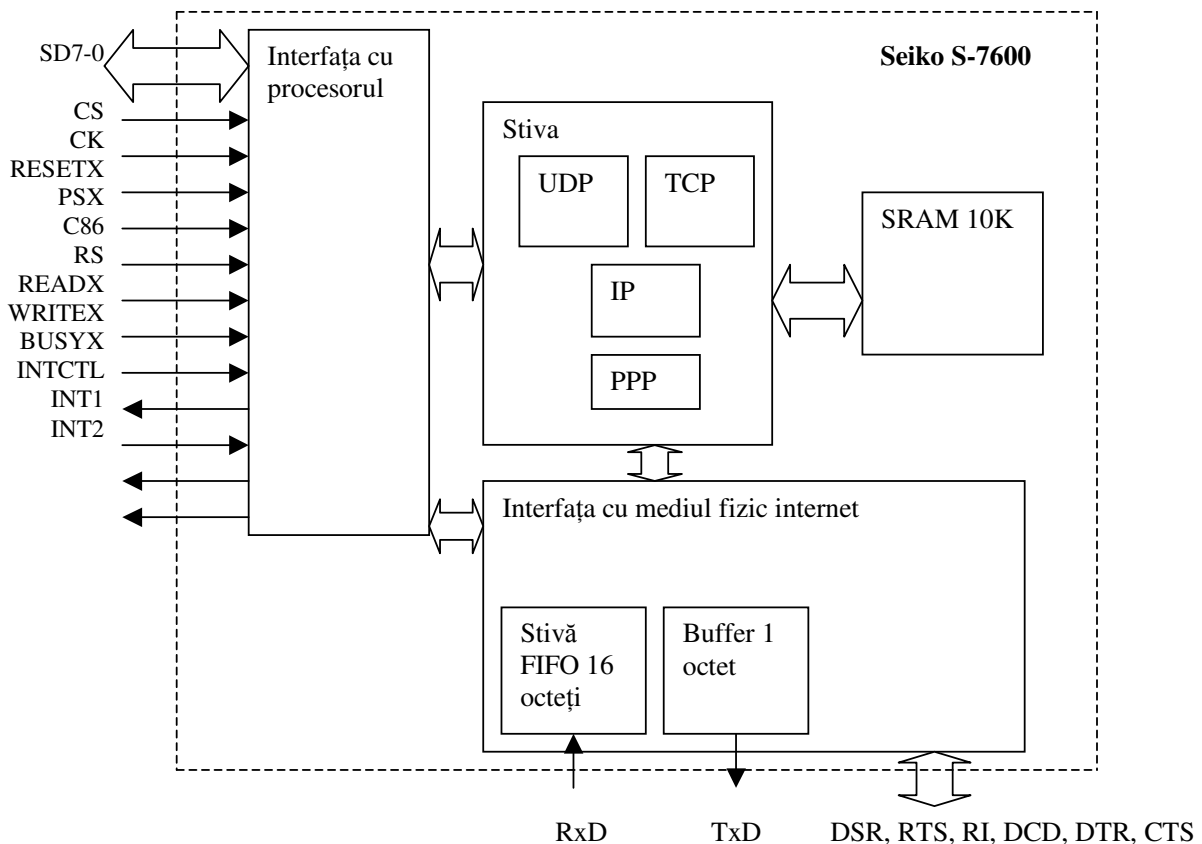 SD7-0
CS
CK
RESETX
PSX
C86
RS
READX
WRITEX
BUSYX
INTCTL
INT1
INT2
Interfața cu
procesorul
Seiko S-7600
Stiva
UDP
TCP
IP
PPP
SRAM 10K
Interfața cu mediul fizic internet
Stivă
FIFO 16
octeți
Buffer 1
octet
RxD
TxD
DSR, RTS, RI, DCD, DTR, CTS